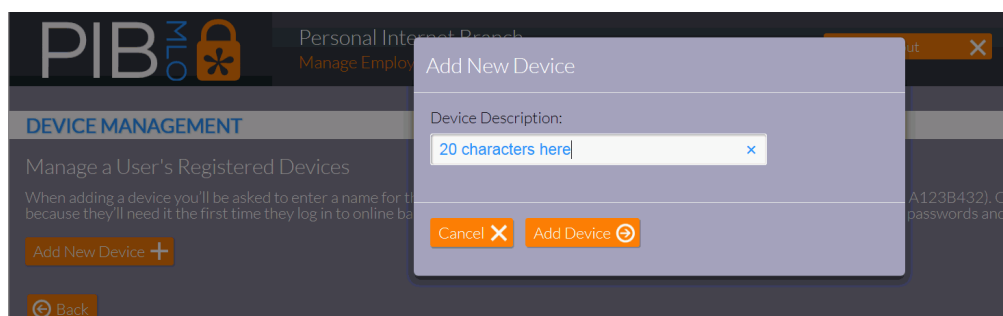 PIB MLO
Personal Internet Branch
Manage Employ
ut
Add New Device
DEVICE MANAGEMENT
Device Description:
20 characters here
Manage a User's Registered Devices
When adding a device you'll be asked to enter a name for th A123B432). C
because they'll need it the first time they log in to online ba passwords and
Cancel Add Device
Add New Device
Back